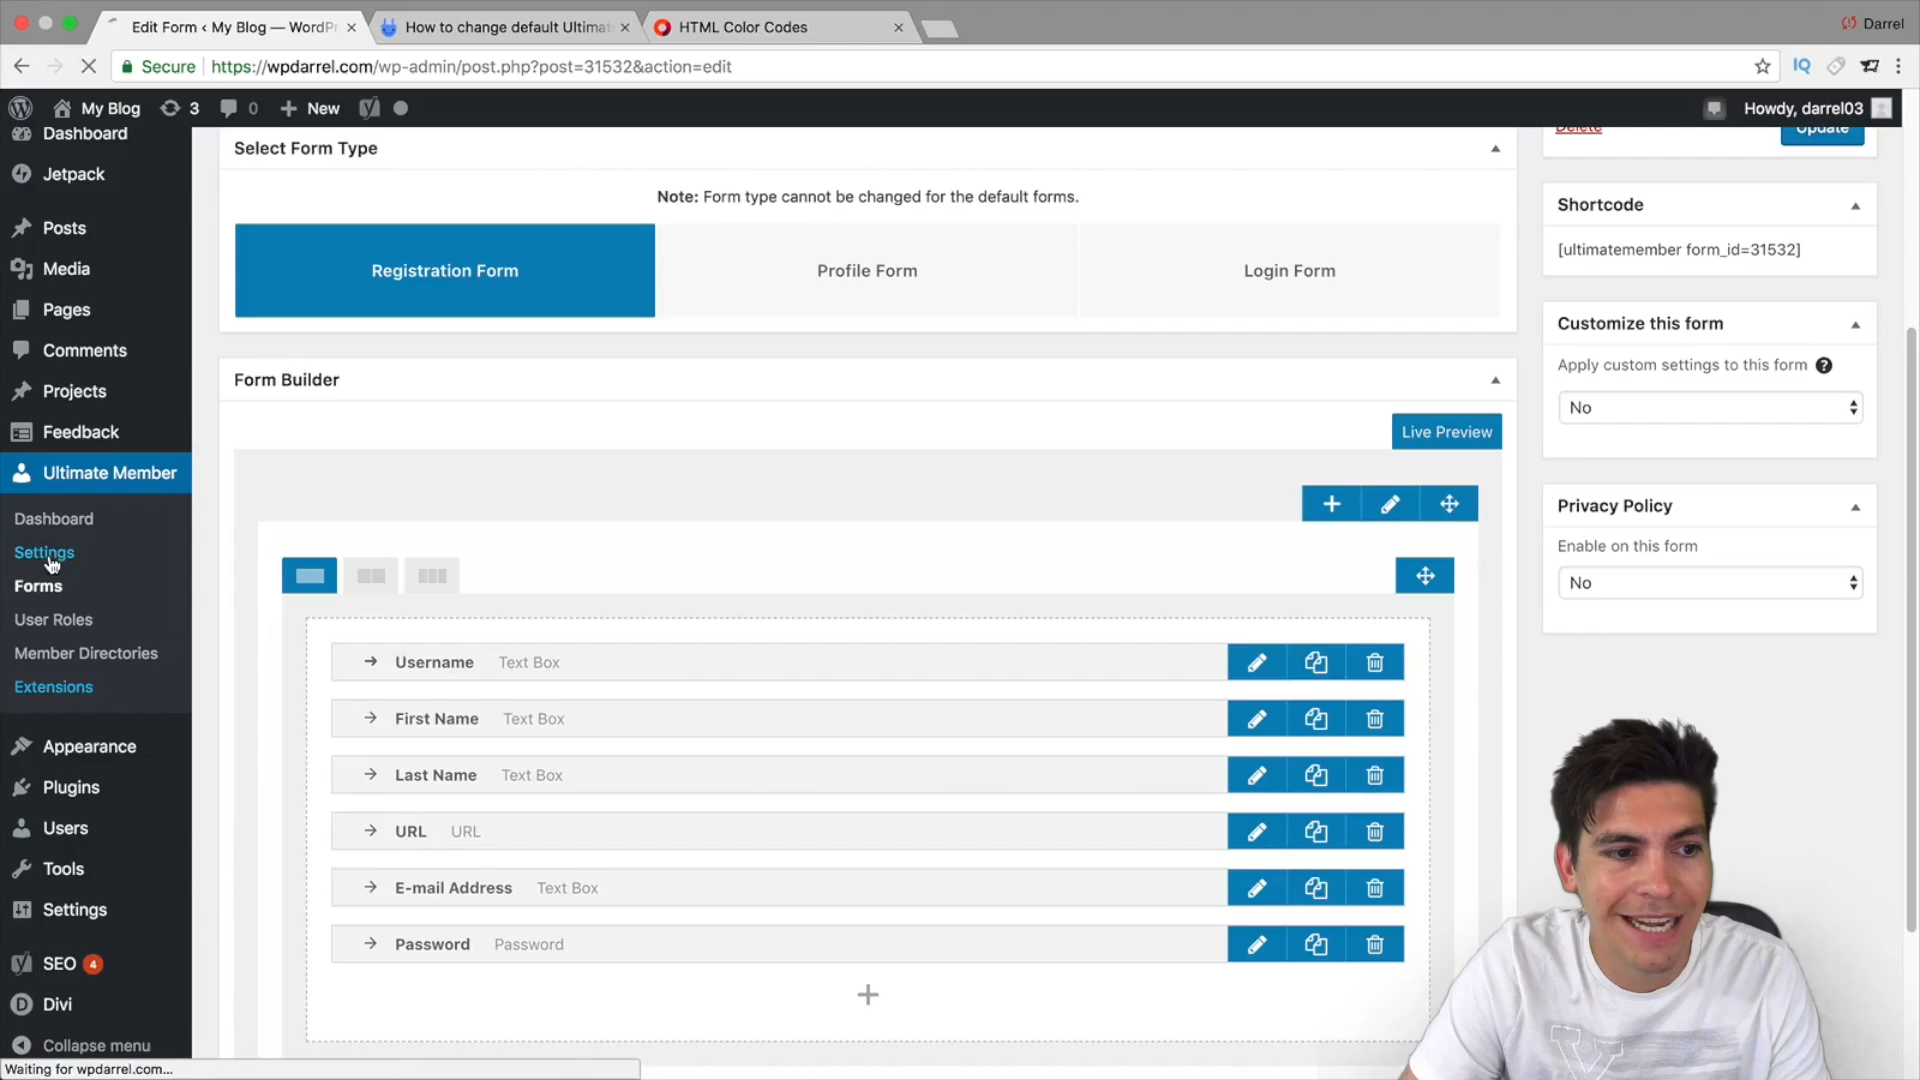 Edit Form ‹ My Blog — WordPr
How to change default Ultimat
HTML Color Codes
Darrel
Secure
https://wpdarrel.com/wp-admin/post.php?post=31532&action=edit
IQ
My Blog
3
0
New
Howdy, darrel03
Dashboard
Jetpack
Posts
Media
Pages
Comments
Projects
Feedback
Ultimate Member
Dashboard
Settings
Forms
User Roles
Member Directories
Extensions
Appearance
Plugins
Users
Tools
Settings
SEO 4
Divi
Collapse menu
Waiting for wpdarrel.com...
Select Form Type
Note: Form type cannot be changed for the default forms.
Registration Form
Profile Form
Login Form
Form Builder
Live Preview
Username Text Box
First Name Text Box
Last Name Text Box
URL URL
E-mail Address Text Box
Password Password
Delete
Update
Shortcode
[ultimatemember form_id=31532]
Customize this form
Apply custom settings to this form
No
Privacy Policy
Enable on this form
No